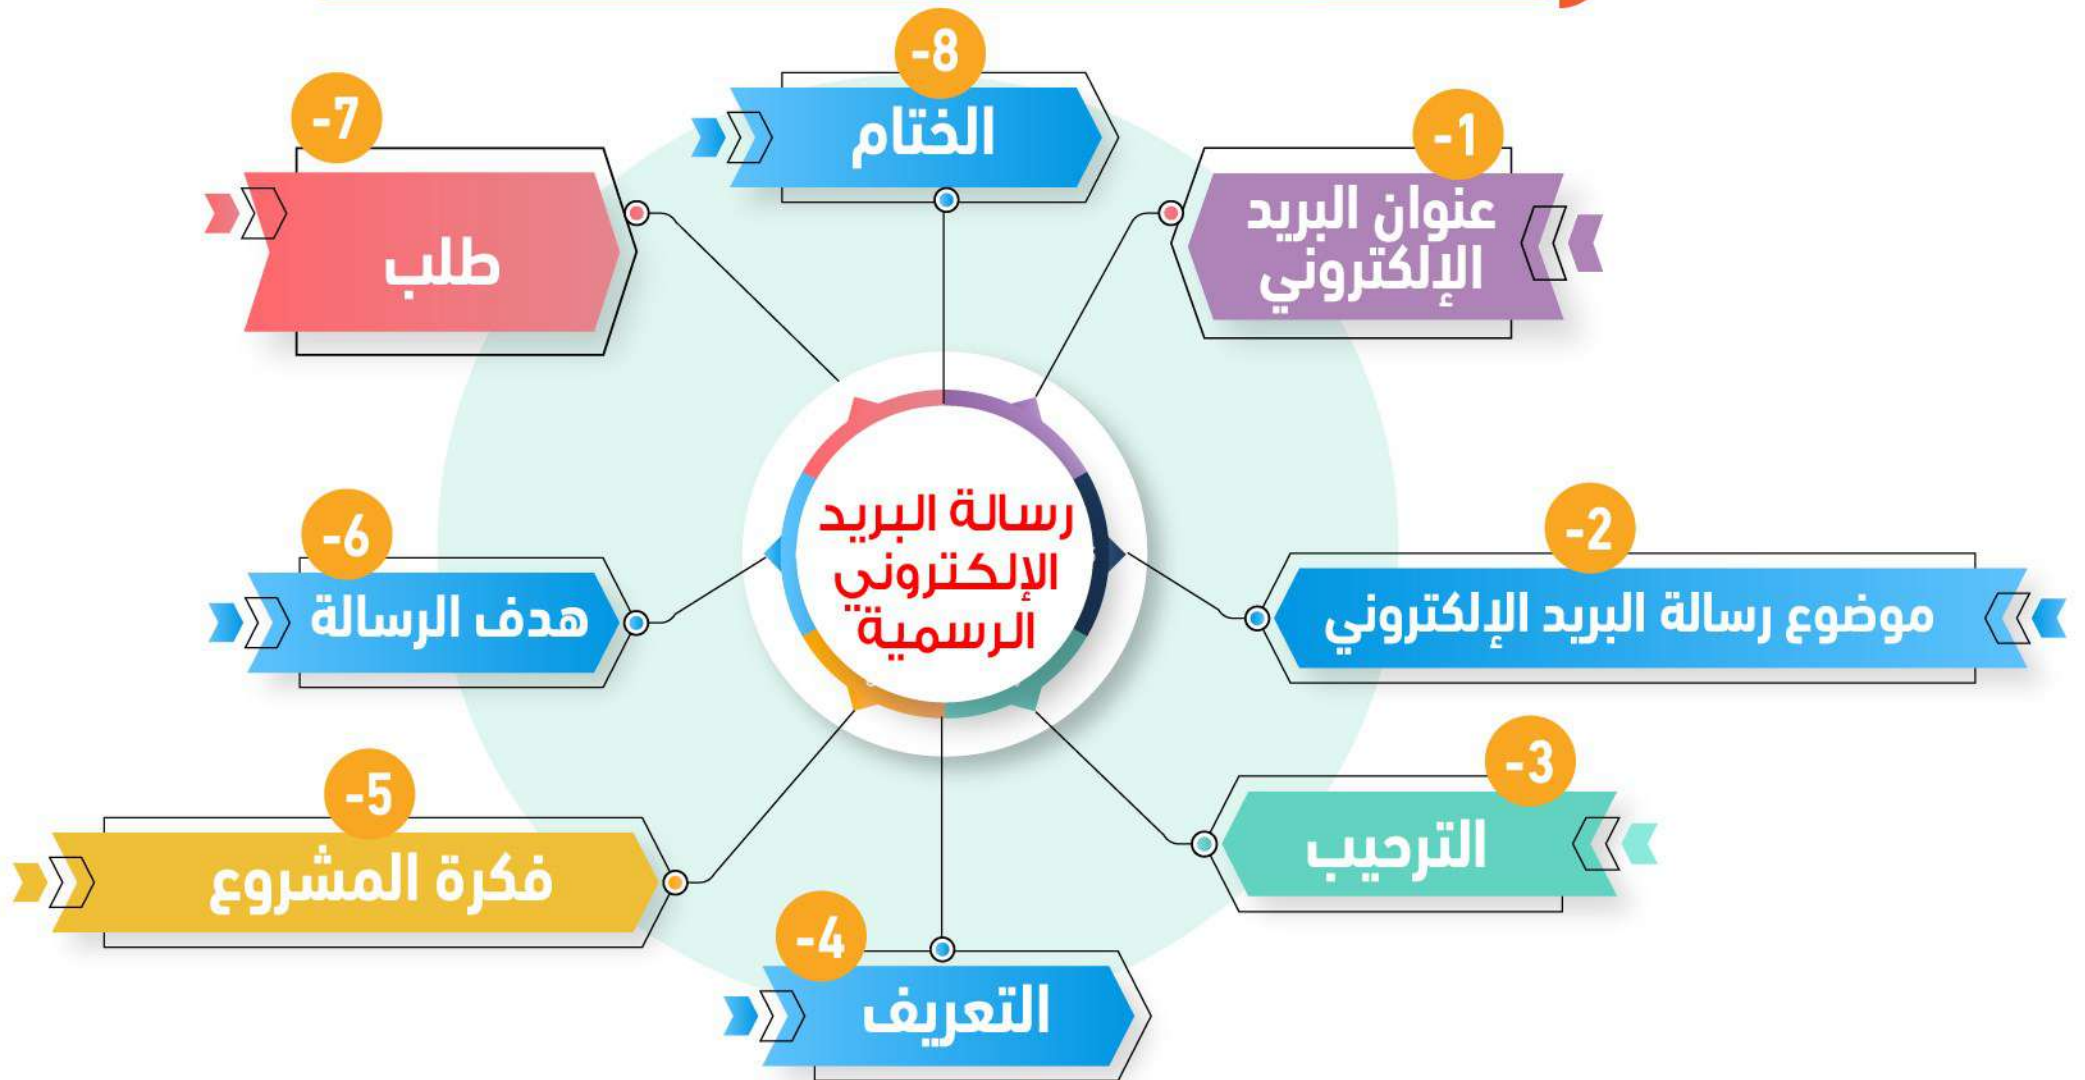 رسالة البريد
الإلكتروني
الرسمية
-1
عنوان البريد
الإلكتروني
-2
موضوع رسالة البريد الإلكتروني
-3
الترحيب
-4
التعريف
-5
فكرة المشروع
-6
هدف الرسالة
-7
طلب
-8
الختام